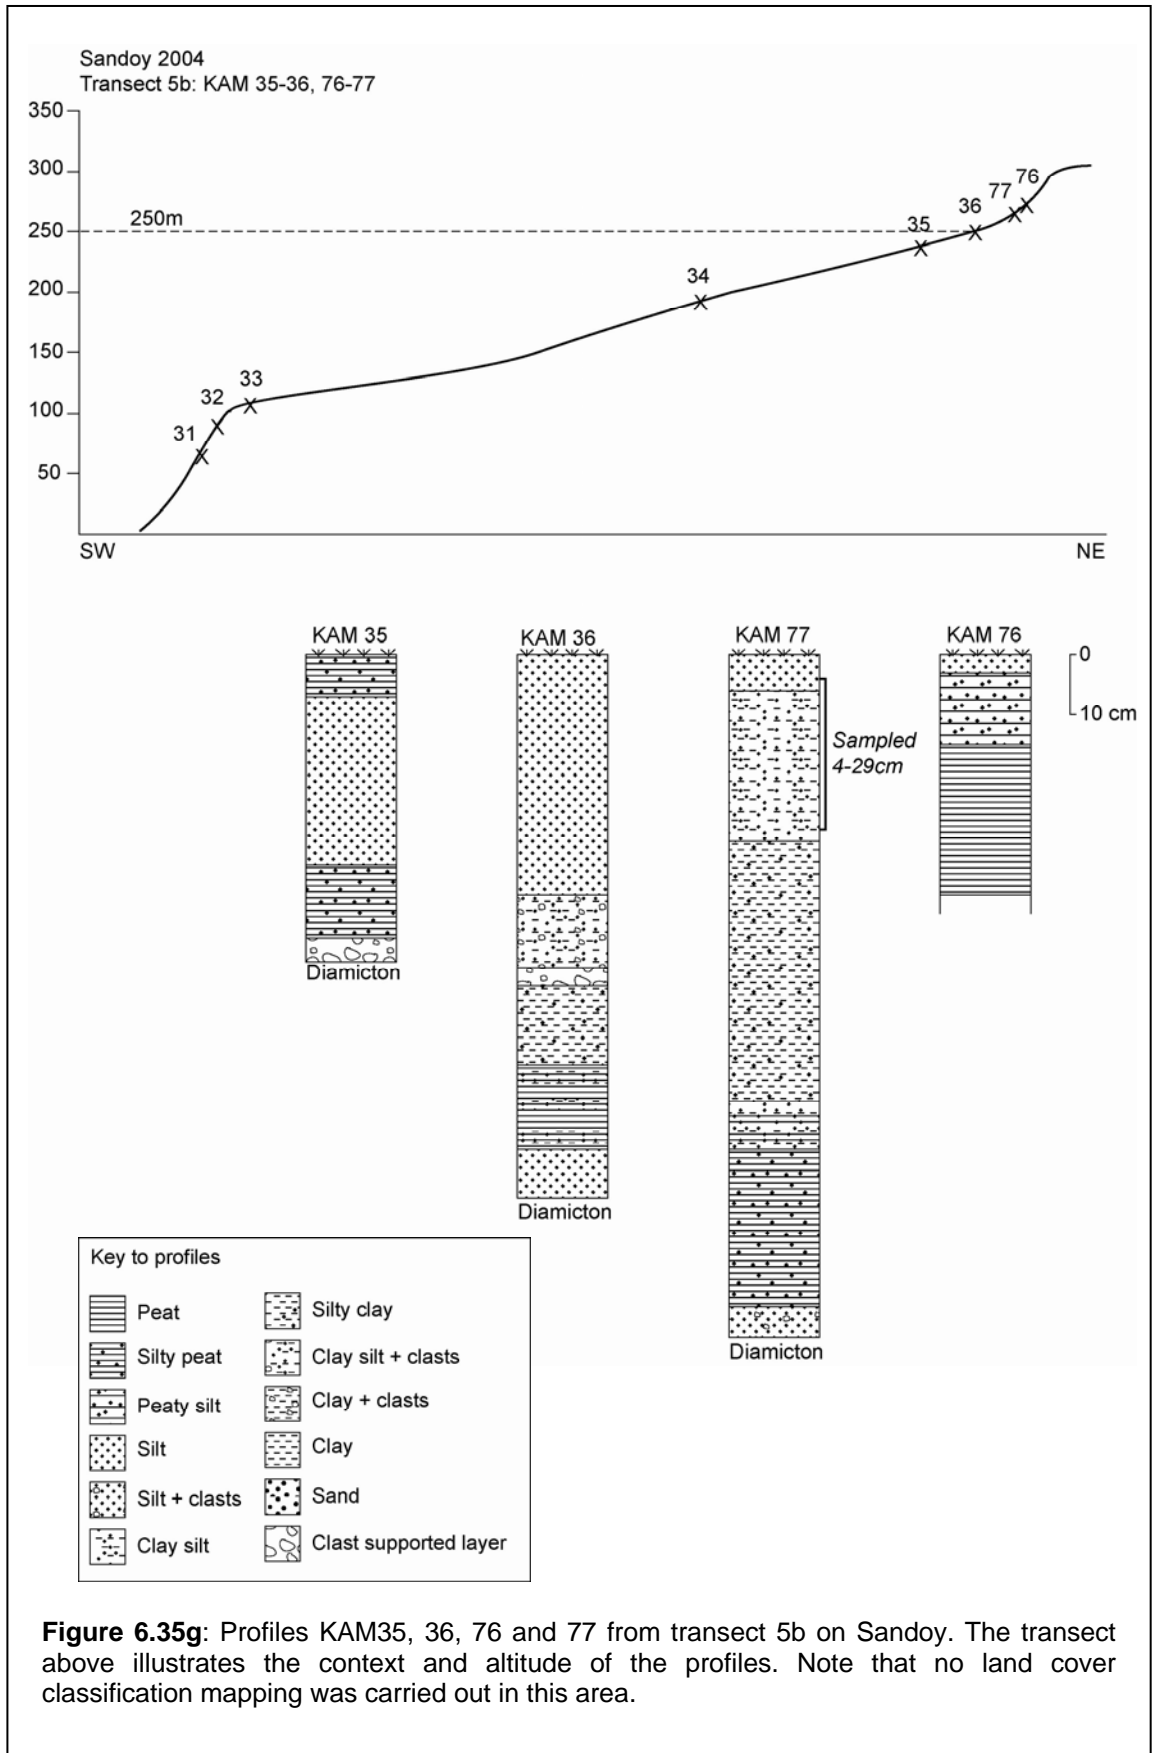 Sandoy 2004
Transect 5b: KAM 35-36, 76-77
350
300
250
200
150
100
50
250m
31
32
33
34
35
36
77
76
SW
NE
KAM 35
KAM 36
KAM 77
KAM 76
0
10 cm
Sampled
4-29cm
Diamicton
Diamicton
Diamicton
Key to profiles
Peat
Silty peat
Peaty silt
Silt
Silt + clasts
Clay silt
Silty clay
Clay silt + clasts
Clay + clasts
Clay
Sand
Clast supported layer
Figure 6.35g: Profiles KAM35, 36, 76 and 77 from transect 5b on Sandoy. The transect
above illustrates the context and altitude of the profiles. Note that no land cover
classification mapping was carried out in this area.